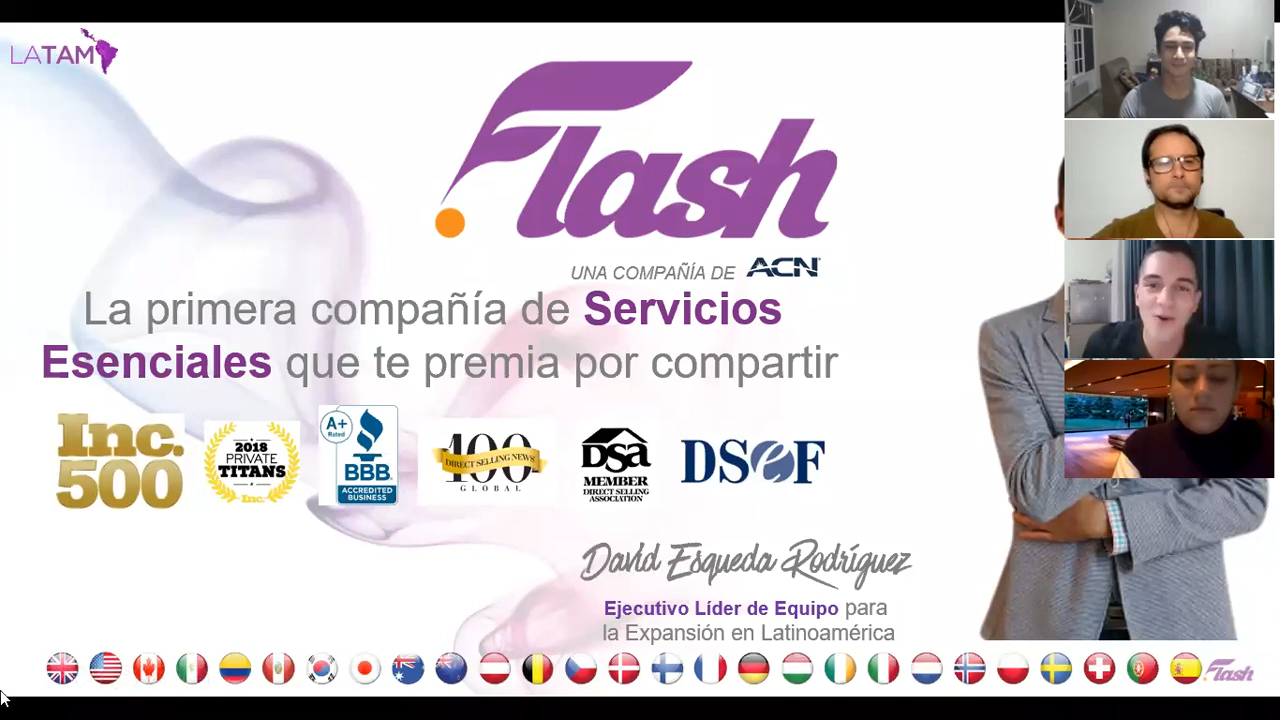 LATAM
Flash
UNA COMPAÑÍA DE ACN
La primera compañía de Servicios
Esenciales que te premia por compartir
Inc.
500
2018
PRIVATE
TITANS
Inc.
A+
Rated
BBB
ACCREDITED
BUSINESS
100
DIRECT SELLING NEWS
GLOBAL
DSA
MEMBER
DIRECT SELLING
ASSOCIATION
DSEF
David Esqueda Rodríguez
Ejecutivo Líder de Equipo para
la Expansión en Latinoamérica
Flash